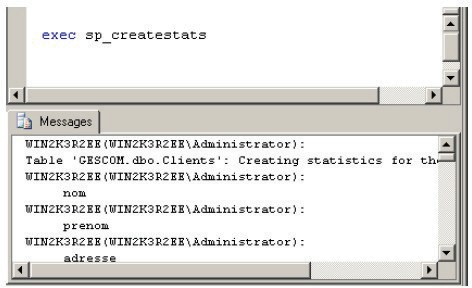 exec sp_createstats
Messages
WIN2K3R2EE(WIN2K3R2EE\Administrator):
Table 'GESCOM.dbo.Clients': Creating statistics for
WIN2K3R2EE(WIN2K3R2EE\Administrator):
nom
WIN2K3R2EE(WIN2K3R2EE\Administrator):
prenom
WIN2K3R2EE(WIN2K3R2EE\Administrator):
adresse